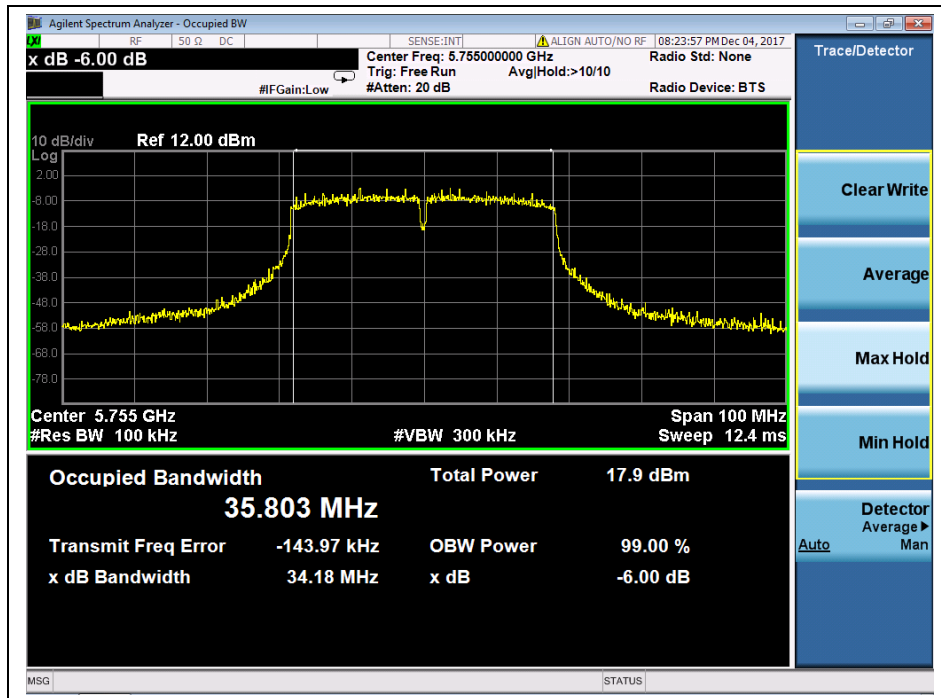 Agilent Spectrum Analyzer - Occupied BW
LXI RF 50 Ω DC SENSE:INT ALIGN AUTO/NO RF 08:23:57 PM Dec 04, 2017
x dB -6.00 dB
Center Freq: 5.755000000 GHz Radio Std: None
Trig: Free Run Avg|Hold:>10/10
#IFGain:Low #Atten: 20 dB Radio Device: BTS
Trace/Detector
10 dB/div Ref 12.00 dBm
Log
2.00
-8.00
-18.0
-28.0
-38.0
-48.0
-58.0
-68.0
-78.0
Center 5.755 GHz Span 100 MHz
#Res BW 100 kHz #VBW 300 kHz Sweep 12.4 ms
Occupied Bandwidth Total Power 17.9 dBm
35.803 MHz
Transmit Freq Error -143.97 kHz OBW Power 99.00 %
x dB Bandwidth 34.18 MHz x dB -6.00 dB
Clear Write
Average
Max Hold
Min Hold
Detector
Average▶
Auto Man
MSG STATUS